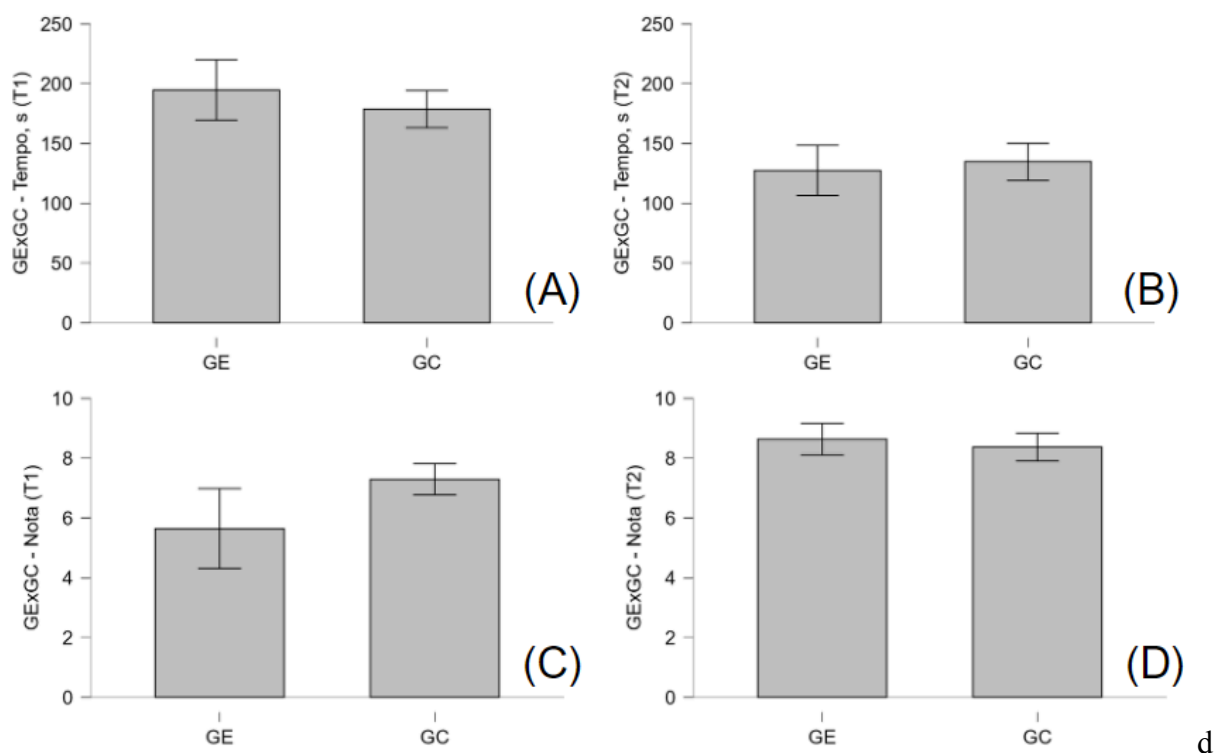 GExGC - Tempo, s (T1)
250
200
150
100
50
0
GE
GC
(A)
GExGC - Tempo, s (T2)
250
200
150
100
50
0
GE
GC
(B)
GExGC - Nota (T1)
10
8
6
4
2
0
GE
GC
(C)
GExGC - Nota (T2)
10
8
6
4
2
0
GE
GC
(D)
d